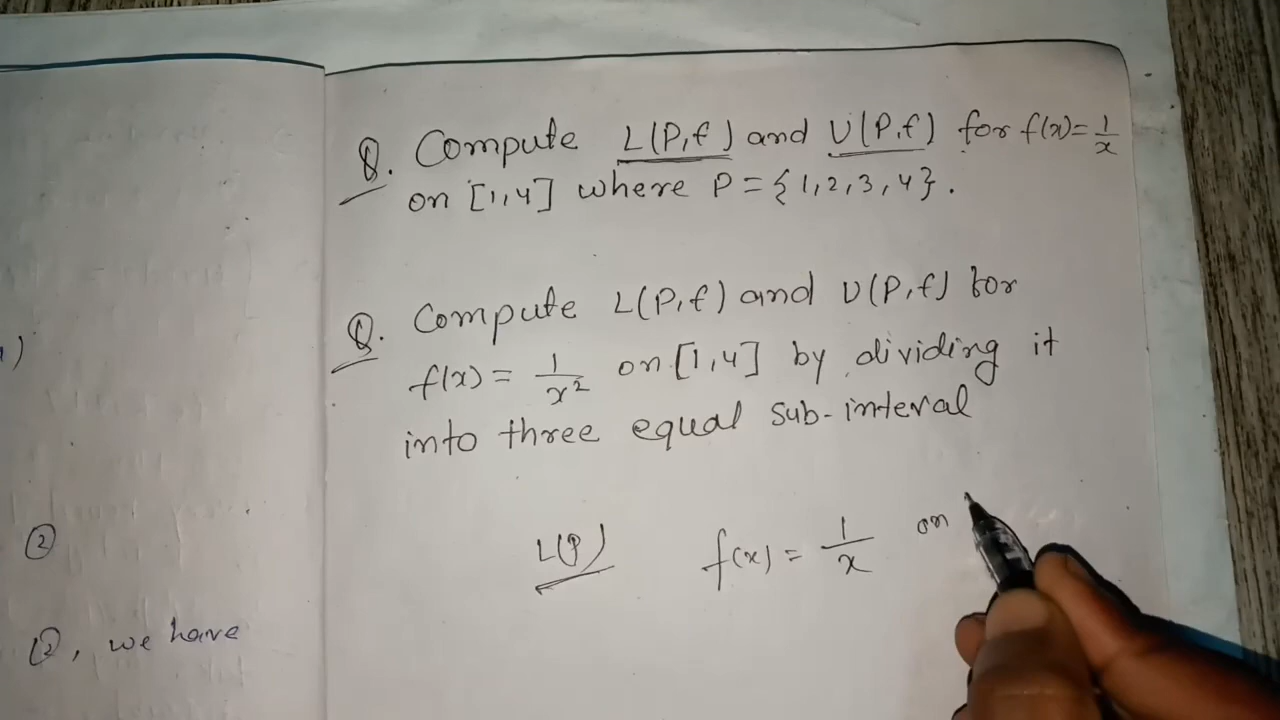 )
②
②, we have
Q. Compute L(P,f) and U(P,f) for f(x)=1/x
on [1,4] where P={1,2,3,4}.
Q. Compute L(P,f) and U(P,f) for
f(x)= 1/x² on [1,4] by dividing it
into three equal sub-interval
L(P) f(x) = 1/x on